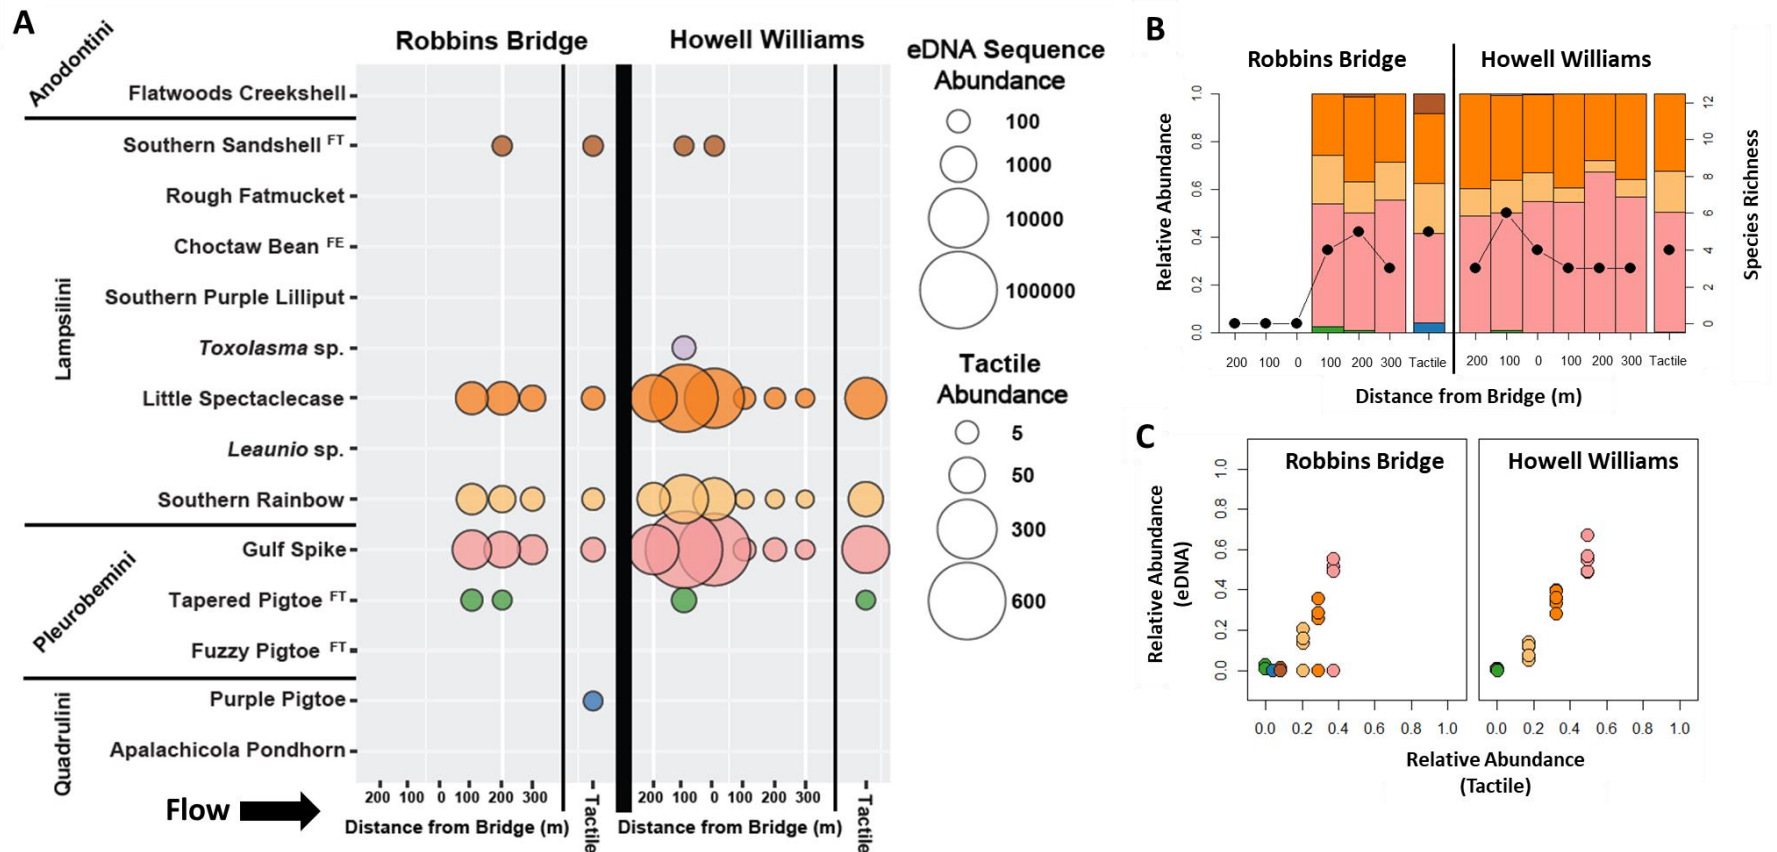 A
Robbins Bridge
Howell Williams
Anodontini
Flatwoods Creekshell
Lampsilini
Southern Sandshell FT
Rough Fatmucket
Choctaw Bean FE
Southern Purple Lilliput
Toxolasma sp.
Little Spectaclecase
Leaunio sp.
Southern Rainbow
Pleurobemini
Gulf Spike
Tapered Pigtoe FT
Fuzzy Pigtoe FT
Quadrulini
Purple Pigtoe
Apalachicola Pondhorn
200 100 0 100 200 300 Tactile
200 100 0 100 200 300 Tactile
Flow
Distance from Bridge (m)
Distance from Bridge (m)
eDNA Sequence
Abundance
100
1000
10000
100000
Tactile
Abundance
5
50
300
600
B
Robbins Bridge
Howell Williams
Relative Abundance
1.0
0.8
0.6
0.4
0.2
0.0
12
10
8
6
4
2
0
Species Richness
200 100 0 100 200 300 Tactile
200 100 0 100 200 300 Tactile
Distance from Bridge (m)
C
Robbins Bridge
Howell Williams
Relative Abundance
(eDNA)
1.0
0.8
0.6
0.4
0.2
0.0
0.0 0.2 0.4 0.6 0.8 1.0
0.0 0.2 0.4 0.6 0.8 1.0
Relative Abundance
(Tactile)